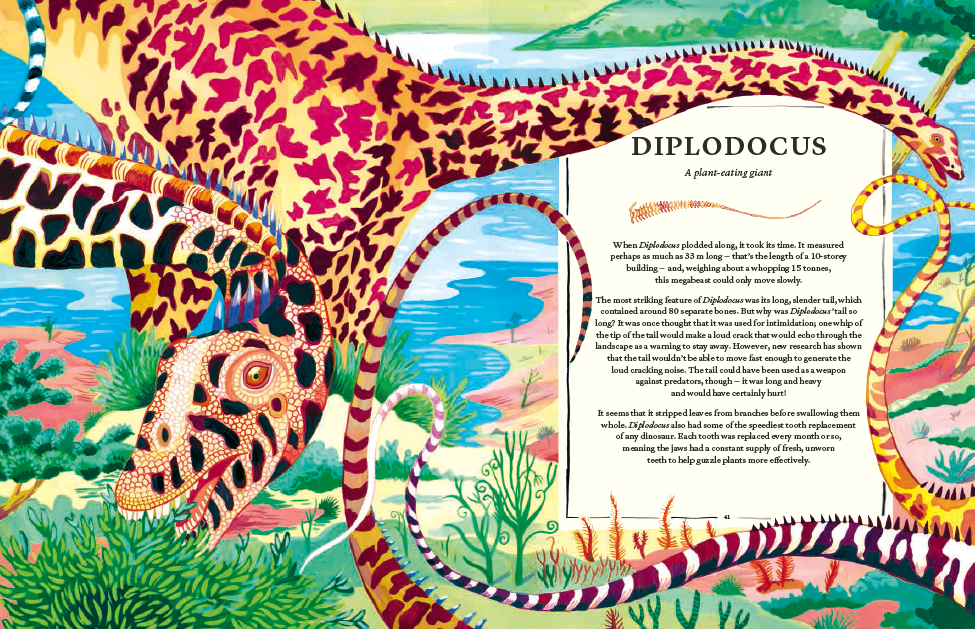 DIPLODOCUS
A plant-eating giant
When Diplodocus plodded along, it took its time. It measured
perhaps as much as 33 m long – that's the length of a 10-storey
building – and, weighing about a whopping 15 tonnes,
this megabeast could only move slowly.
The most striking feature of Diplodocus was its long, slender tail, which
contained around 80 separate bones. But why was Diplodocus' tail so
long? It was once thought that it was used for intimidation; one whip of
the tip of the tail would make a loud crack that would echo through the
landscape as a warning to stay away. However, new research has shown
that the tail wouldn't be able to move fast enough to generate the
loud cracking noise. The tail could have been used as a weapon
against predators, though – it was long and heavy
and would have certainly hurt!
It seems that it stripped leaves from branches before swallowing them
whole. Diplodocus also had some of the speediest tooth replacement
of any dinosaur. Each tooth was replaced every month or so,
meaning the jaws had a constant supply of fresh, unworn
teeth to help guzzle plants more effectively.
41